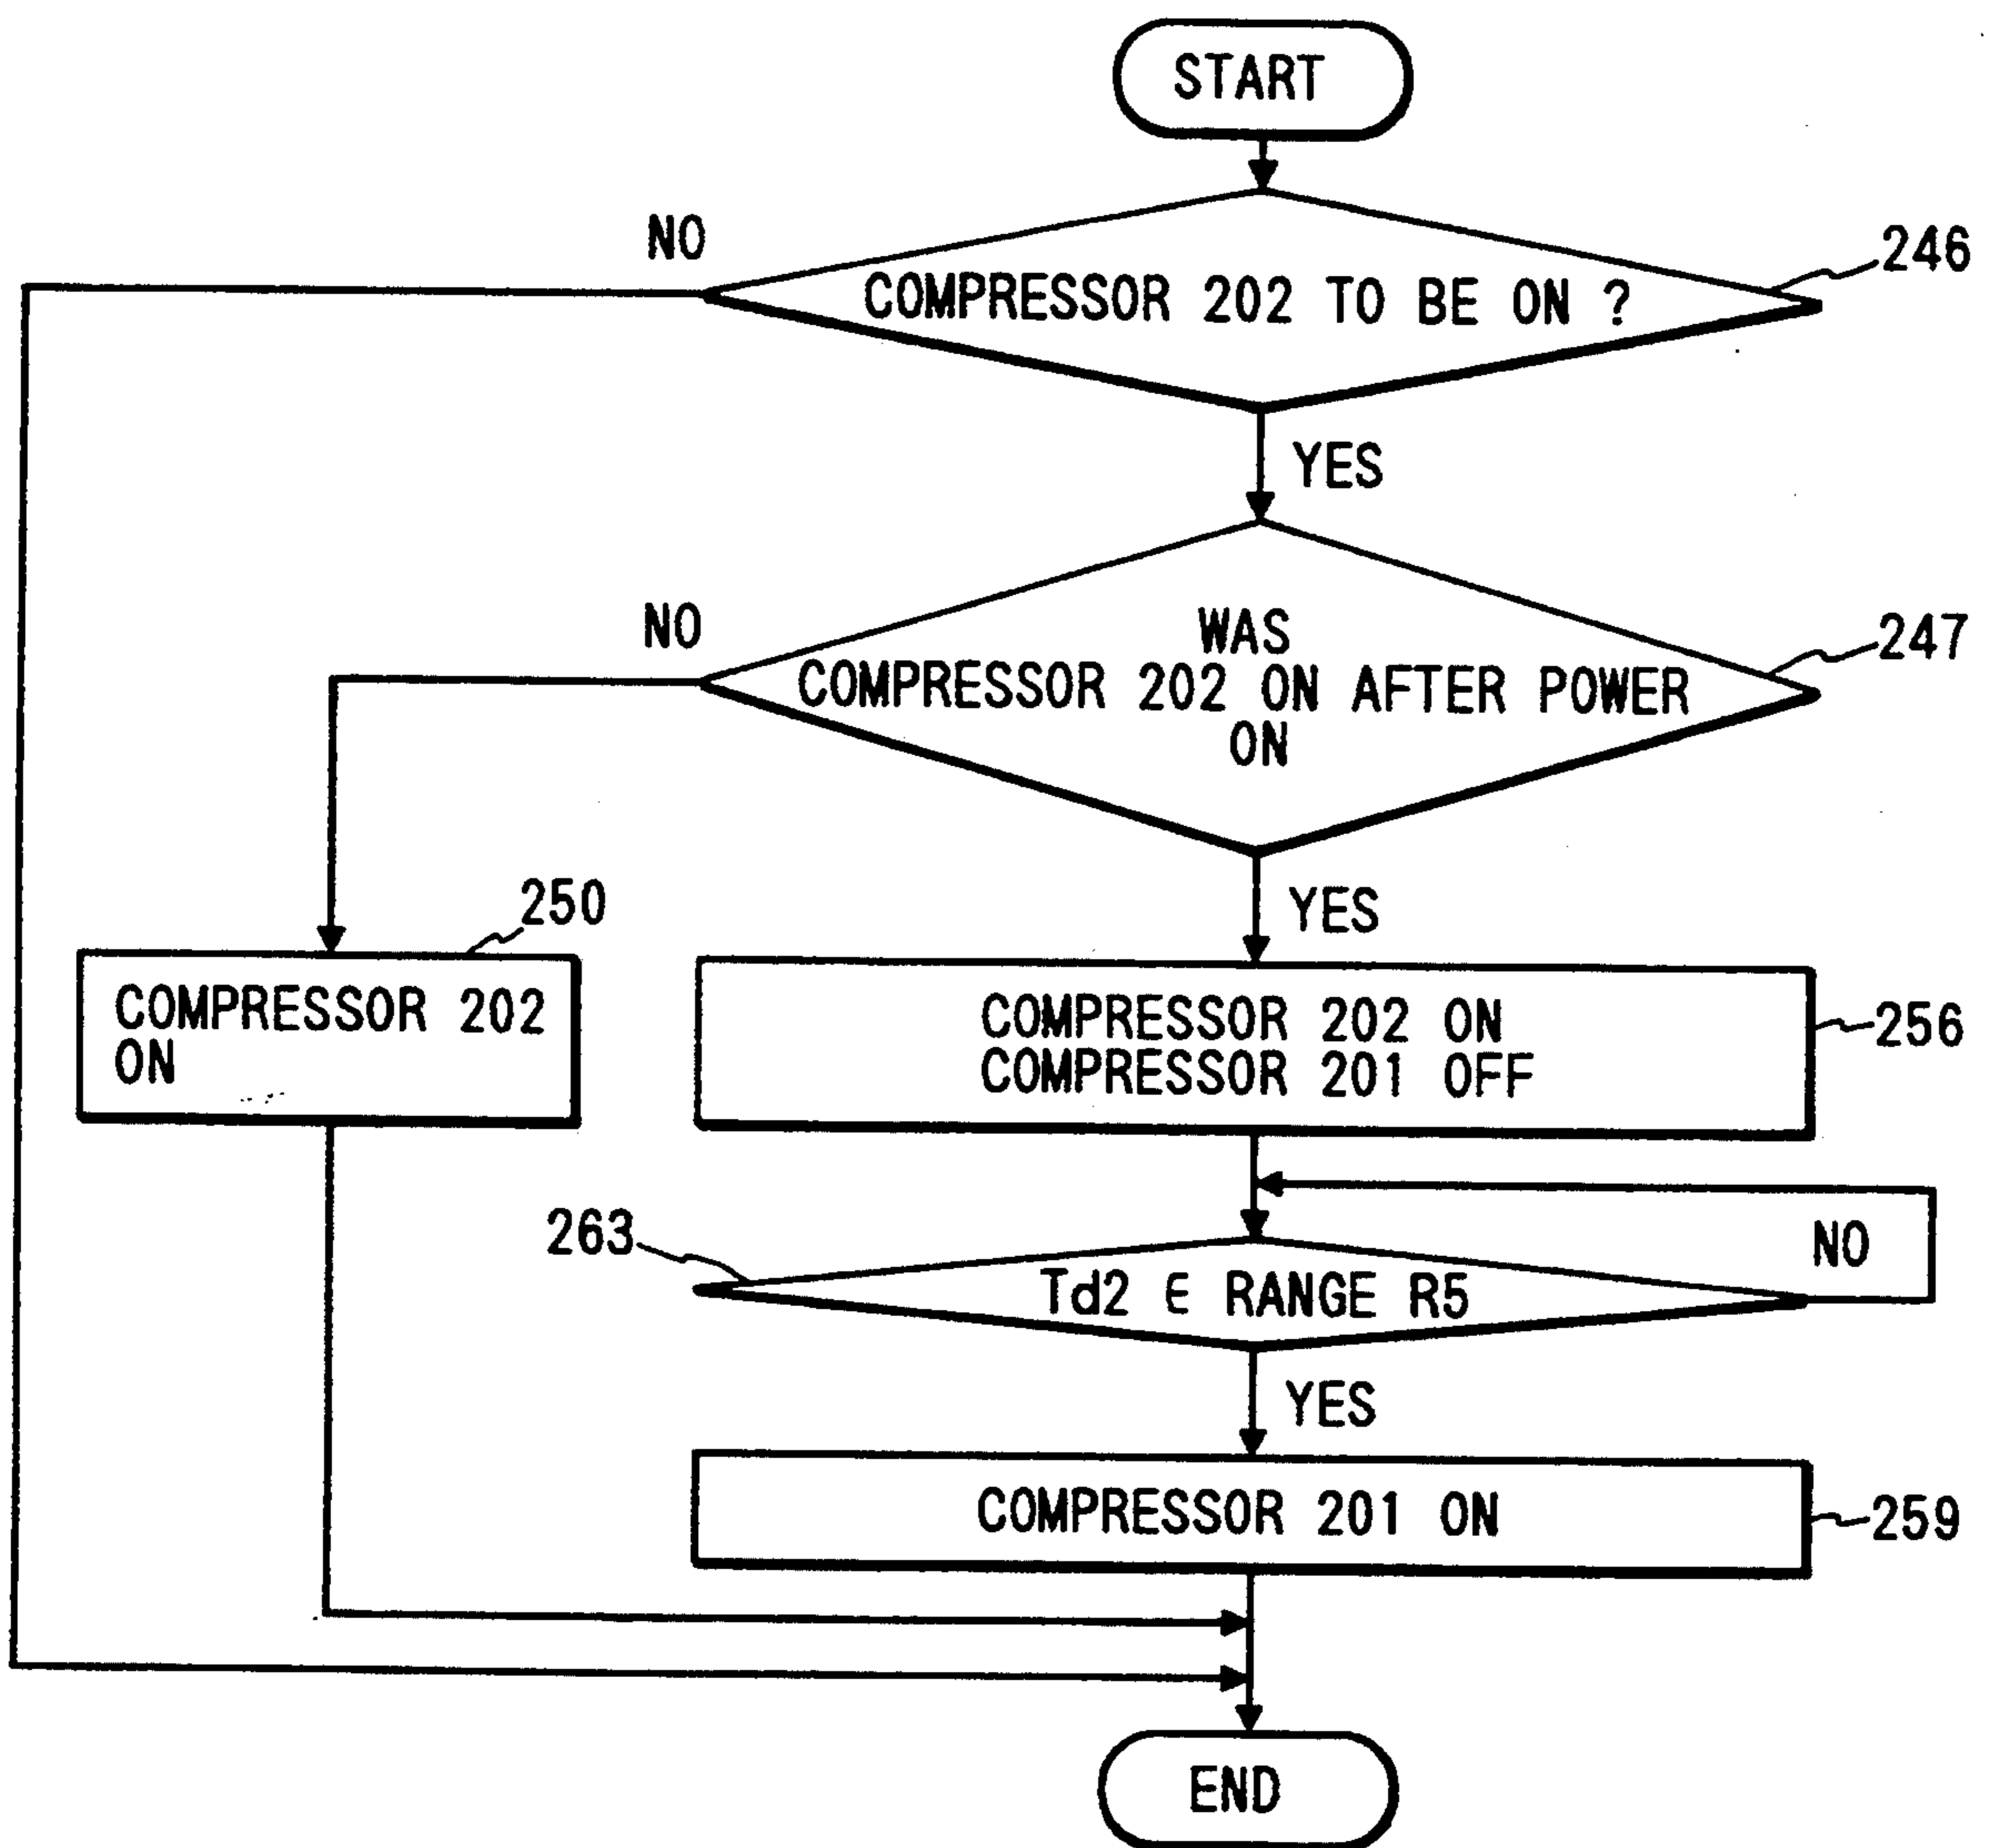 START
NO
246
COMPRESSOR 202 TO BE ON ?
YES
NO
WAS
COMPRESSOR 202 ON AFTER POWER
ON
247
250
YES
COMPRESSOR 202
ON
COMPRESSOR 202 ON
COMPRESSOR 201 OFF
256
263
NO
Td2 ∈ RANGE R5
YES
COMPRESSOR 201 ON
259
END